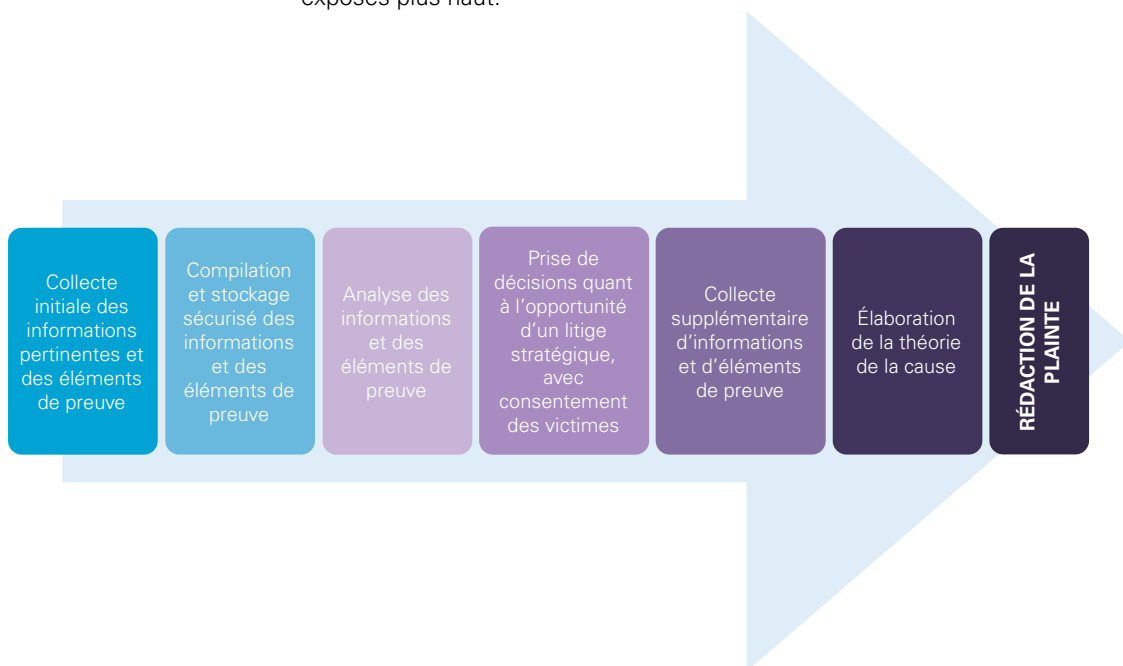 exposés plus haut.
Collecte
initiale des
informations
pertinentes et
des éléments
de preuve
Compilation
et stockage
sécurisé des
informations
et des
éléments de
preuve
Analyse des
informations
et des
éléments de
preuve
Prise de
décisions quant
à l’opportunité
d’un litige
stratégique,
avec
consentement
des victimes
Collecte
supplémentaire
d’informations
et d’éléments
de preuve
Élaboration
de la théorie
de la cause
RÉDACTION DE LA
PLAINTE